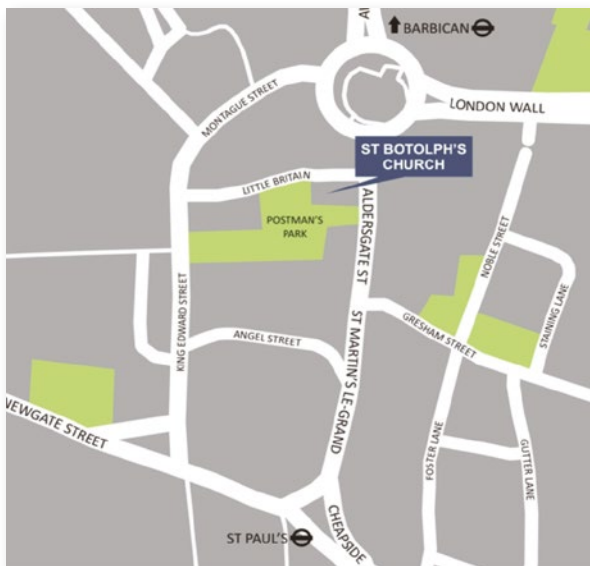 BARBICAN
LONDON WALL
MONTAGUE STREET
ST BOTOLPH'S
CHURCH
LITTLE BRITAIN
POSTMAN'S
PARK
ALDERSGATE ST
NOBLE STREET
STAINING LANE
KING EDWARD STREET
ANGEL STREET
ST MARTIN'S LE-GRAND
GRESHAM STREET
NEWGATE STREET
FOSTER LANE
GUTTER LANE
ST PAUL'S
CHEAPSIDE